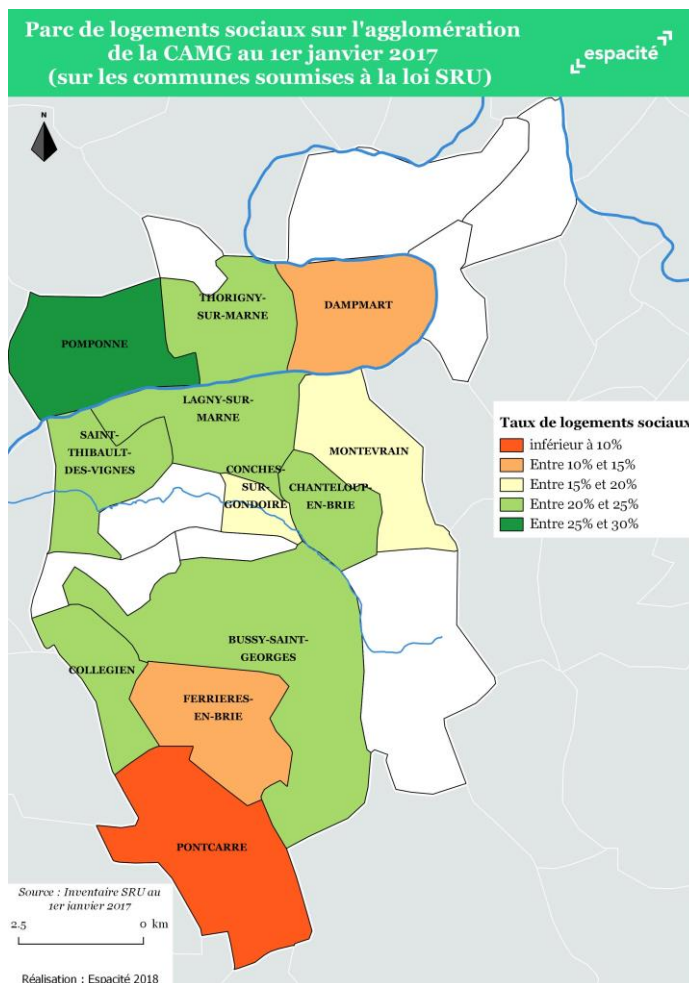 Parc de logements sociaux sur l'agglomération
de la CAMG au 1er janvier 2017
(sur les communes soumises à la loi SRU)
espacité
N
THORIGNY-
SUR-MARNE
DAMPMART
POMPONNE
LAGNY-SUR-
MARNE
SAINT-
THIBAULT-
DES-VIGNES
MONTEVRAIN
CONCHES-
SUR-
GONDOIRE
CHANTELOUP-
EN-BRIE
Taux de logements sociaux
inférieur à 10%
Entre 10% et 15%
Entre 15% et 20%
Entre 20% et 25%
Entre 25% et 30%
BUSSY-SAINT-
GEORGES
COLLEGIEN
FERRIERES-
EN-BRIE
PONTCARRE
Source : Inventaire SRU au
1er janvier 2017
2.5 0 km
Réalisation : Espacité 2018